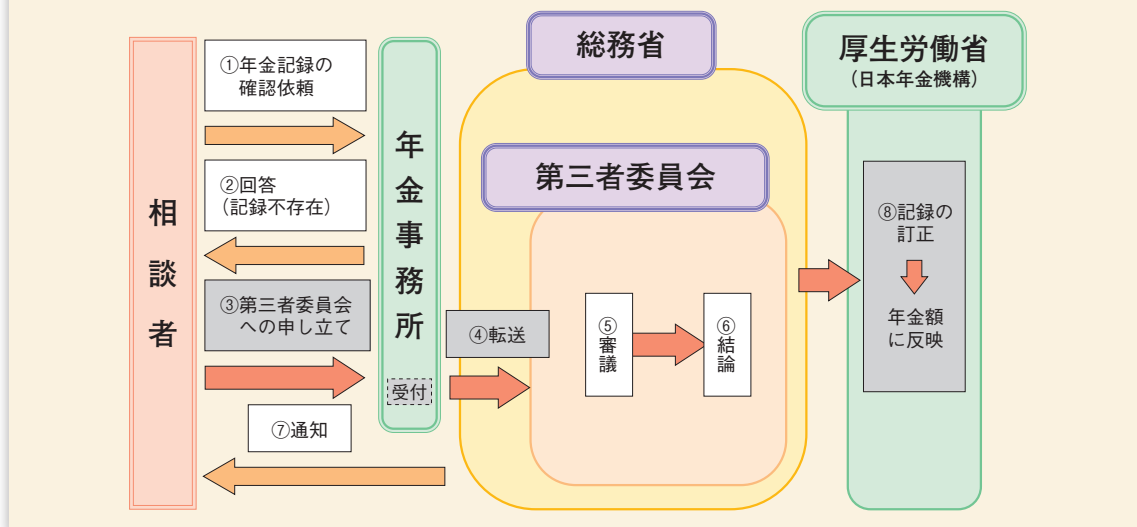 総務省
厚生労働省
(日本年金機構)
第三者委員会
相談者
①年金記録の
確認依頼
②回答
(記録不存在)
③第三者委員会
への申し立て
年金事務所
受付
④転送
⑤審議
⑥結論
⑦通知
⑧記録の
訂正
年金額
に反映